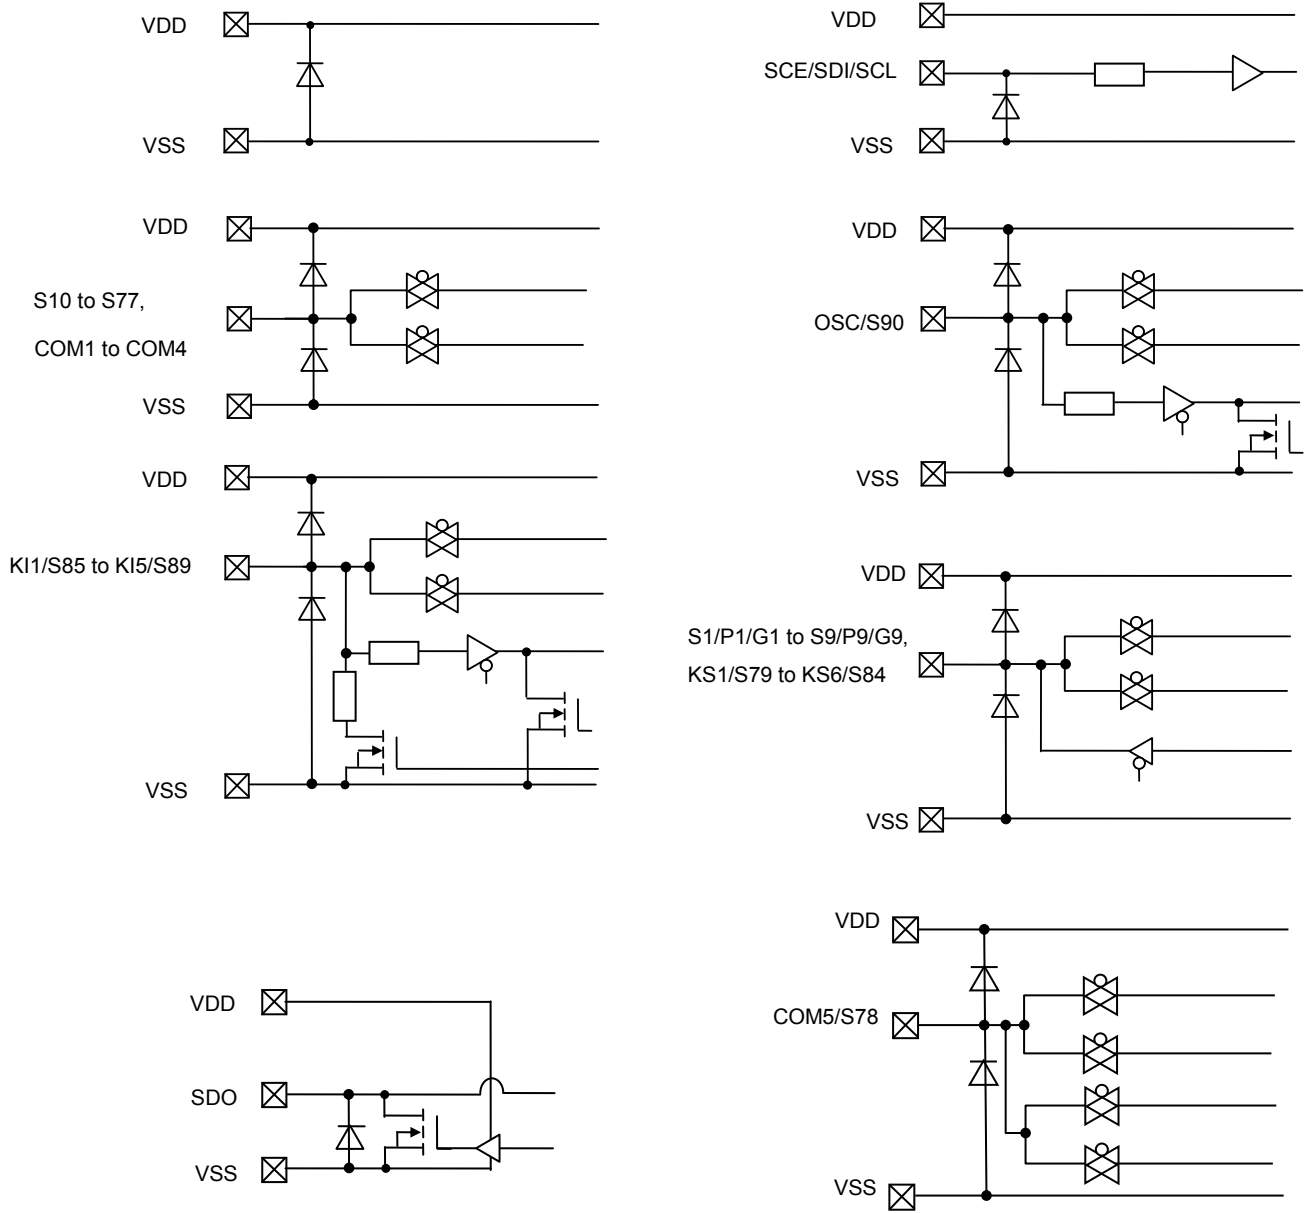 VDD
VSS
VDD
SCE/SDI/SCL
VSS
VDD
S10 to S77,
COM1 to COM4
VSS
VDD
OSC/S90
VSS
VDD
KI1/S85 to KI5/S89
VSS
VDD
S1/P1/G1 to S9/P9/G9,
KS1/S79 to KS6/S84
VSS
VDD
SDO
VSS
VDD
COM5/S78
VSS